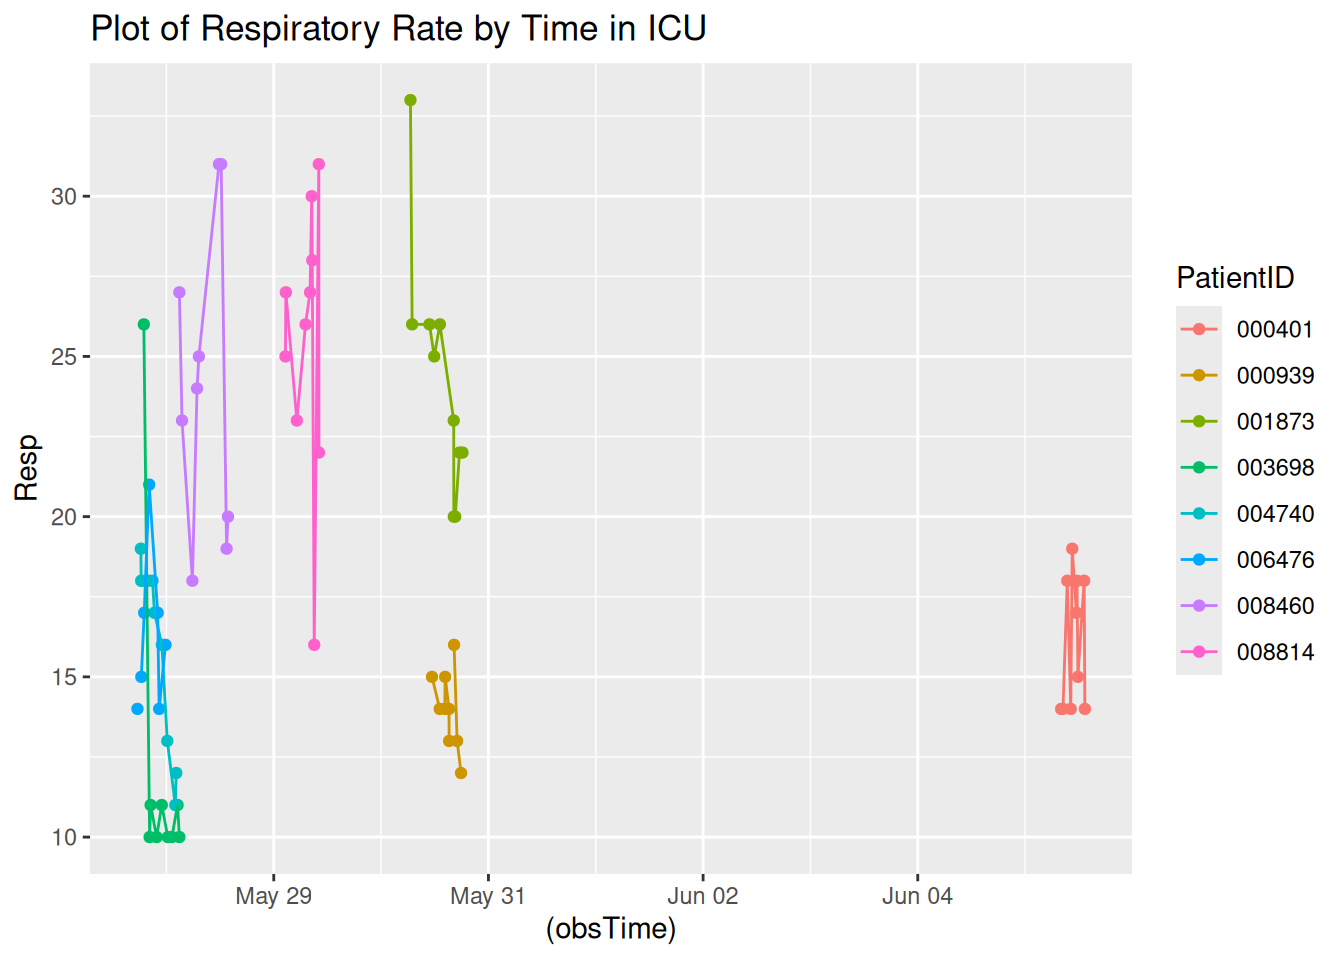 Plot of Respiratory Rate by Time in ICU
30
25
20
15
10
Resp
May 29
May 31
Jun 02
Jun 04
(obsTime)
PatientID
000401
000939
001873
003698
004740
006476
008460
008814